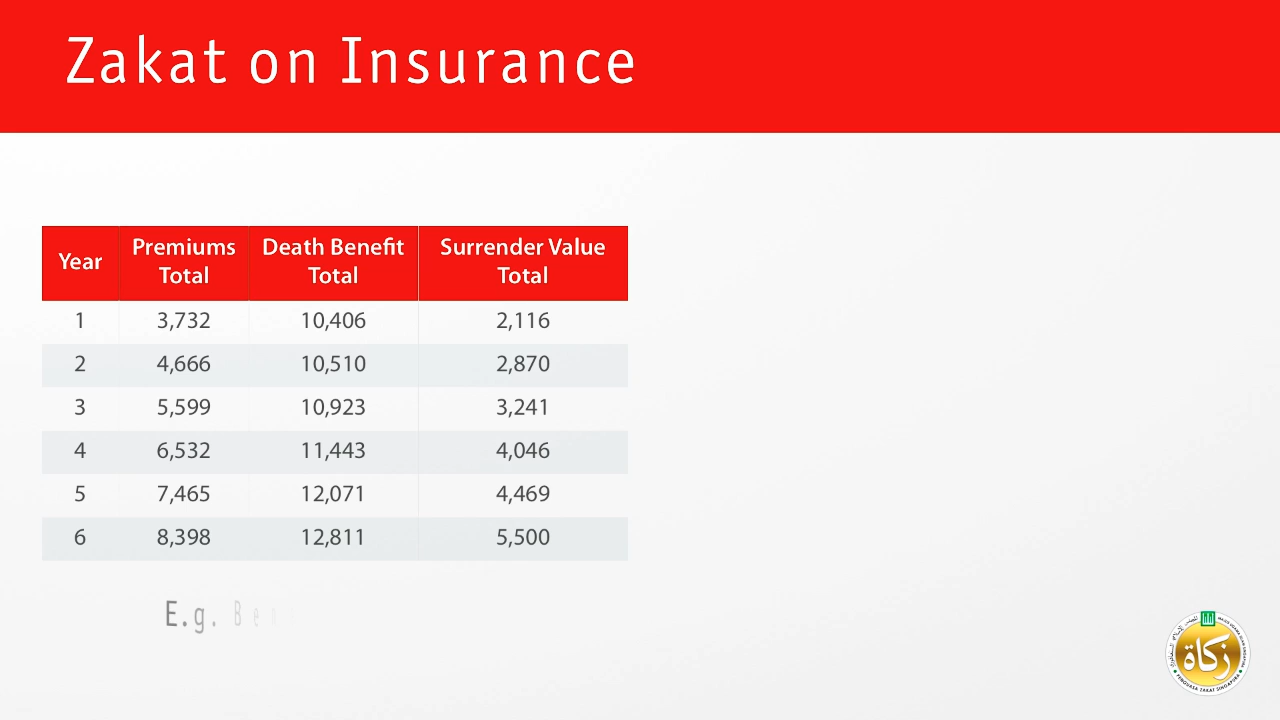 Zakat on Insurance
Year Premiums Total Death Benefit Total Surrender Value Total
1 3,732 10,406 2,116
2 4,666 10,510 2,870
3 5,599 10,923 3,241
4 6,532 11,443 4,046
5 7,465 12,071 4,469
6 8,398 12,811 5,500
E.g. Ben
زكاة